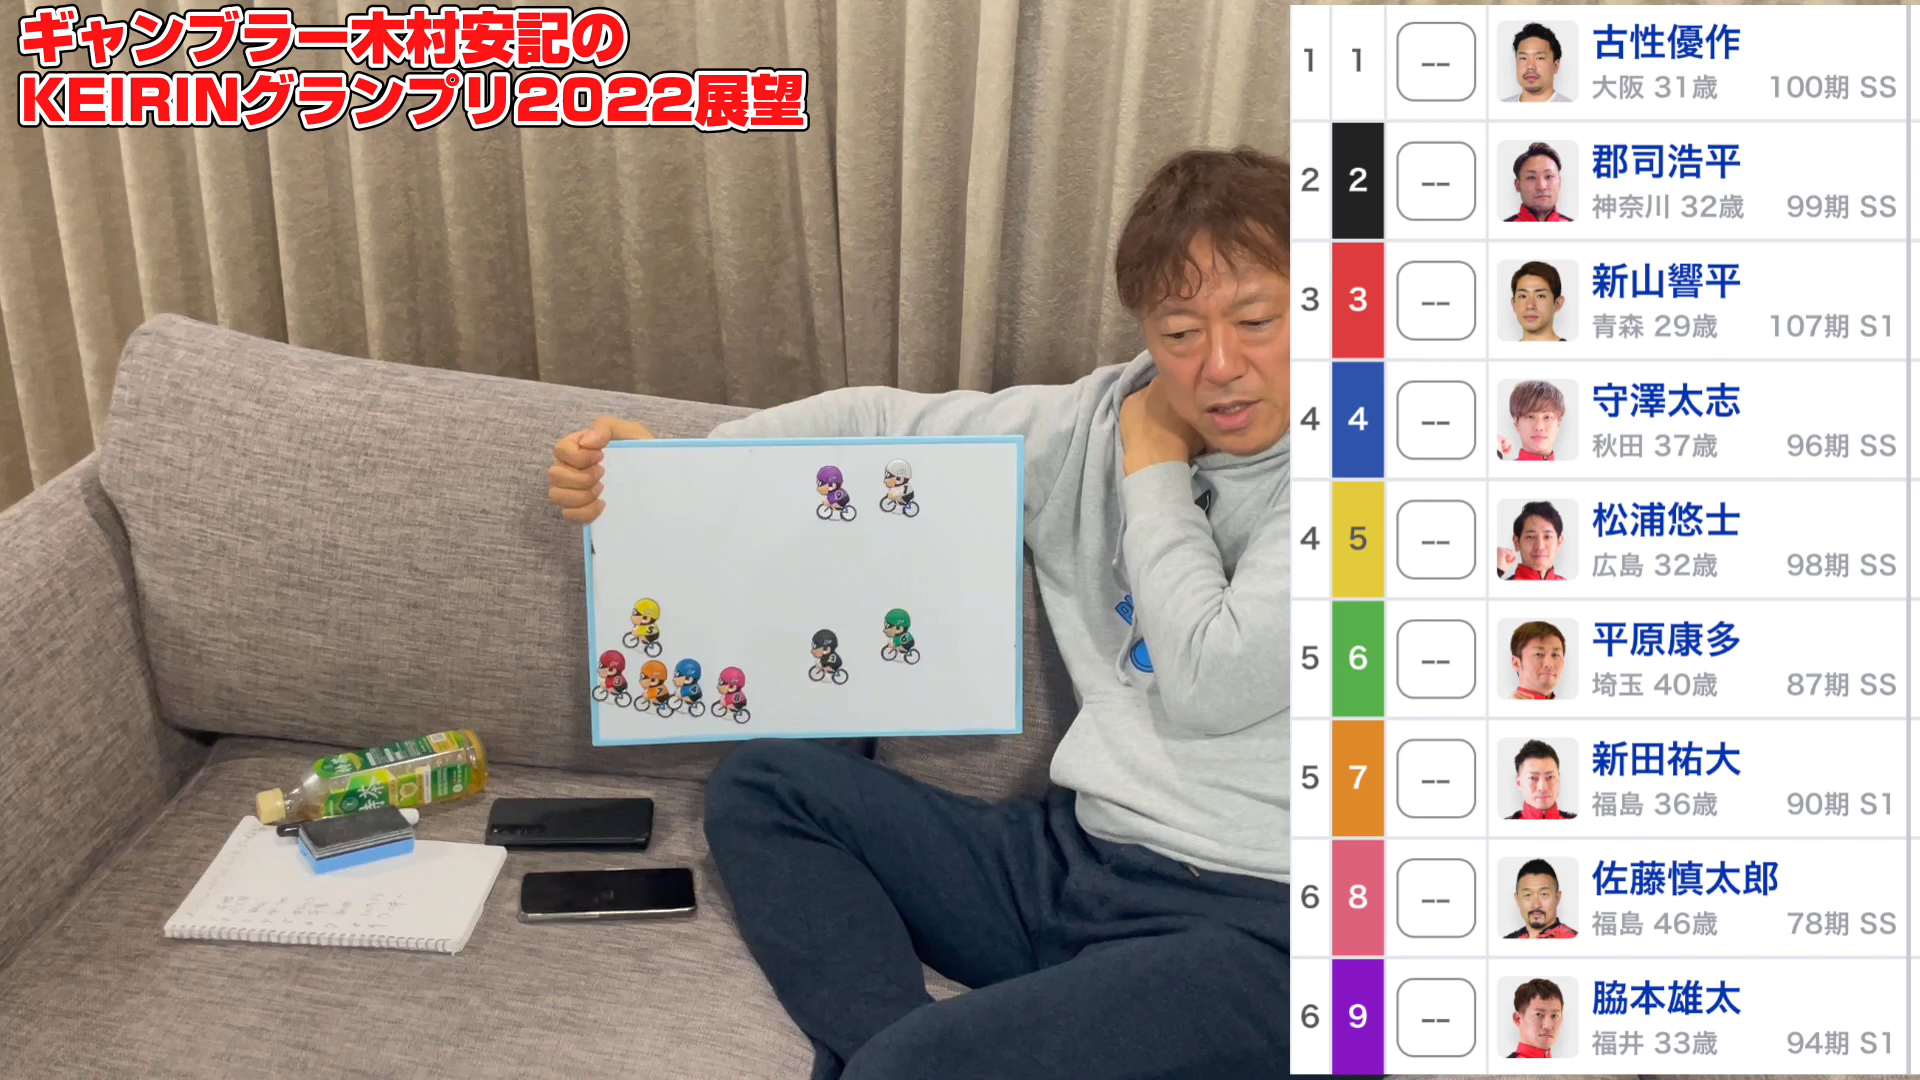 ギャンブラー木村安記の
KEIRINグランプリ2022展望
1 1 -- 古性優作
大阪 31歳 100期 SS
2 2 -- 郡司浩平
神奈川 32歳 99期 SS
3 3 -- 新山響平
青森 29歳 107期 S1
4 4 -- 守澤太志
秋田 37歳 96期 SS
4 5 -- 松浦悠士
広島 32歳 98期 SS
5 6 -- 平原康多
埼玉 40歳 87期 SS
5 7 -- 新田祐大
福島 36歳 90期 S1
6 8 -- 佐藤慎太郎
福島 46歳 78期 SS
6 9 -- 脇本雄太
福井 33歳 94期 S1